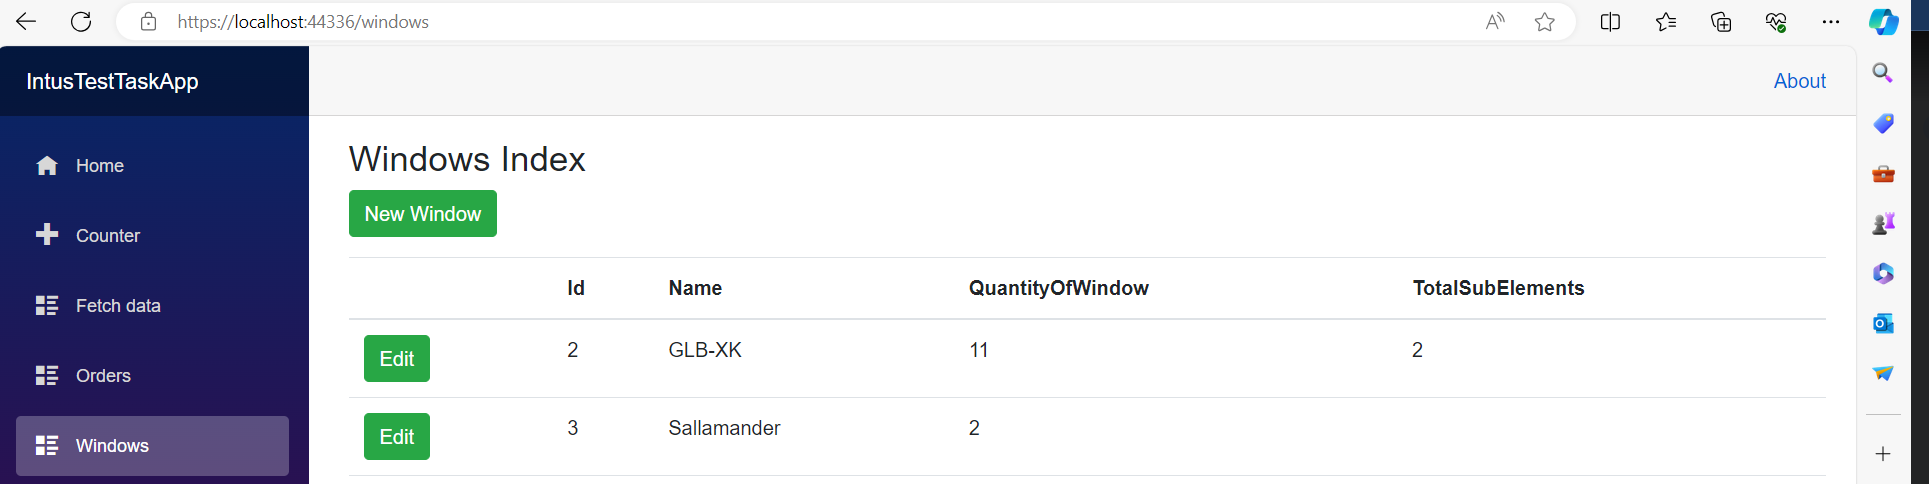 https://localhost:44336/windows
IntusTestTaskApp
About
Home
Counter
Fetch data
Orders
Windows
Windows Index
New Window
Id Name QuantityOfWindow TotalSubElements
Edit 2 GLB-XK 11 2
Edit 3 Sallamander 2